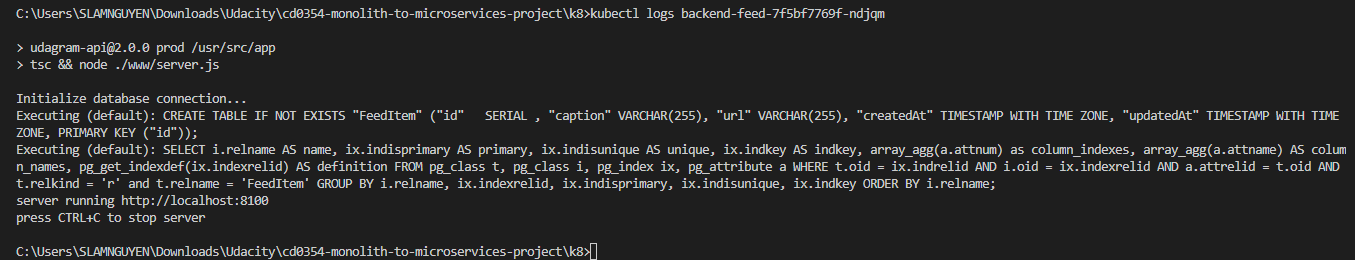 C:\Users\SLAMNGUYEN\Downloads\Udacity\cd0354-monolith-to-microservices-project\k8>kubectl logs backend-feed-7f5bf7769f-ndjqm
> udagram-api@2.0.0 prod /usr/src/app
> tsc && node ./www/server.js
Initialize database connection...
Executing (default): CREATE TABLE IF NOT EXISTS "FeedItem" ("id"   SERIAL , "caption" VARCHAR(255), "url" VARCHAR(255), "createdAt" TIMESTAMP WITH TIME ZONE, "updatedAt" TIMESTAMP WITH TIME
ZONE, PRIMARY KEY ("id"));
Executing (default): SELECT i.relname AS name, ix.indisprimary AS primary, ix.indisunique AS unique, ix.indkey AS indkey, array_agg(a.attnum) as column_indexes, array_agg(a.attname) AS colum
n_names, pg_get_indexdef(ix.indexrelid) AS definition FROM pg_class t, pg_class i, pg_index ix, pg_attribute a WHERE t.oid = ix.indrelid AND i.oid = ix.indexrelid AND a.attrelid = t.oid AND
t.relkind = 'r' and t.relname = 'FeedItem' GROUP BY i.relname, ix.indexrelid, ix.indisprimary, ix.indisunique, ix.indkey ORDER BY i.relname;
server running http://localhost:8100
press CTRL+C to stop server
C:\Users\SLAMNGUYEN\Downloads\Udacity\cd0354-monolith-to-microservices-project\k8>